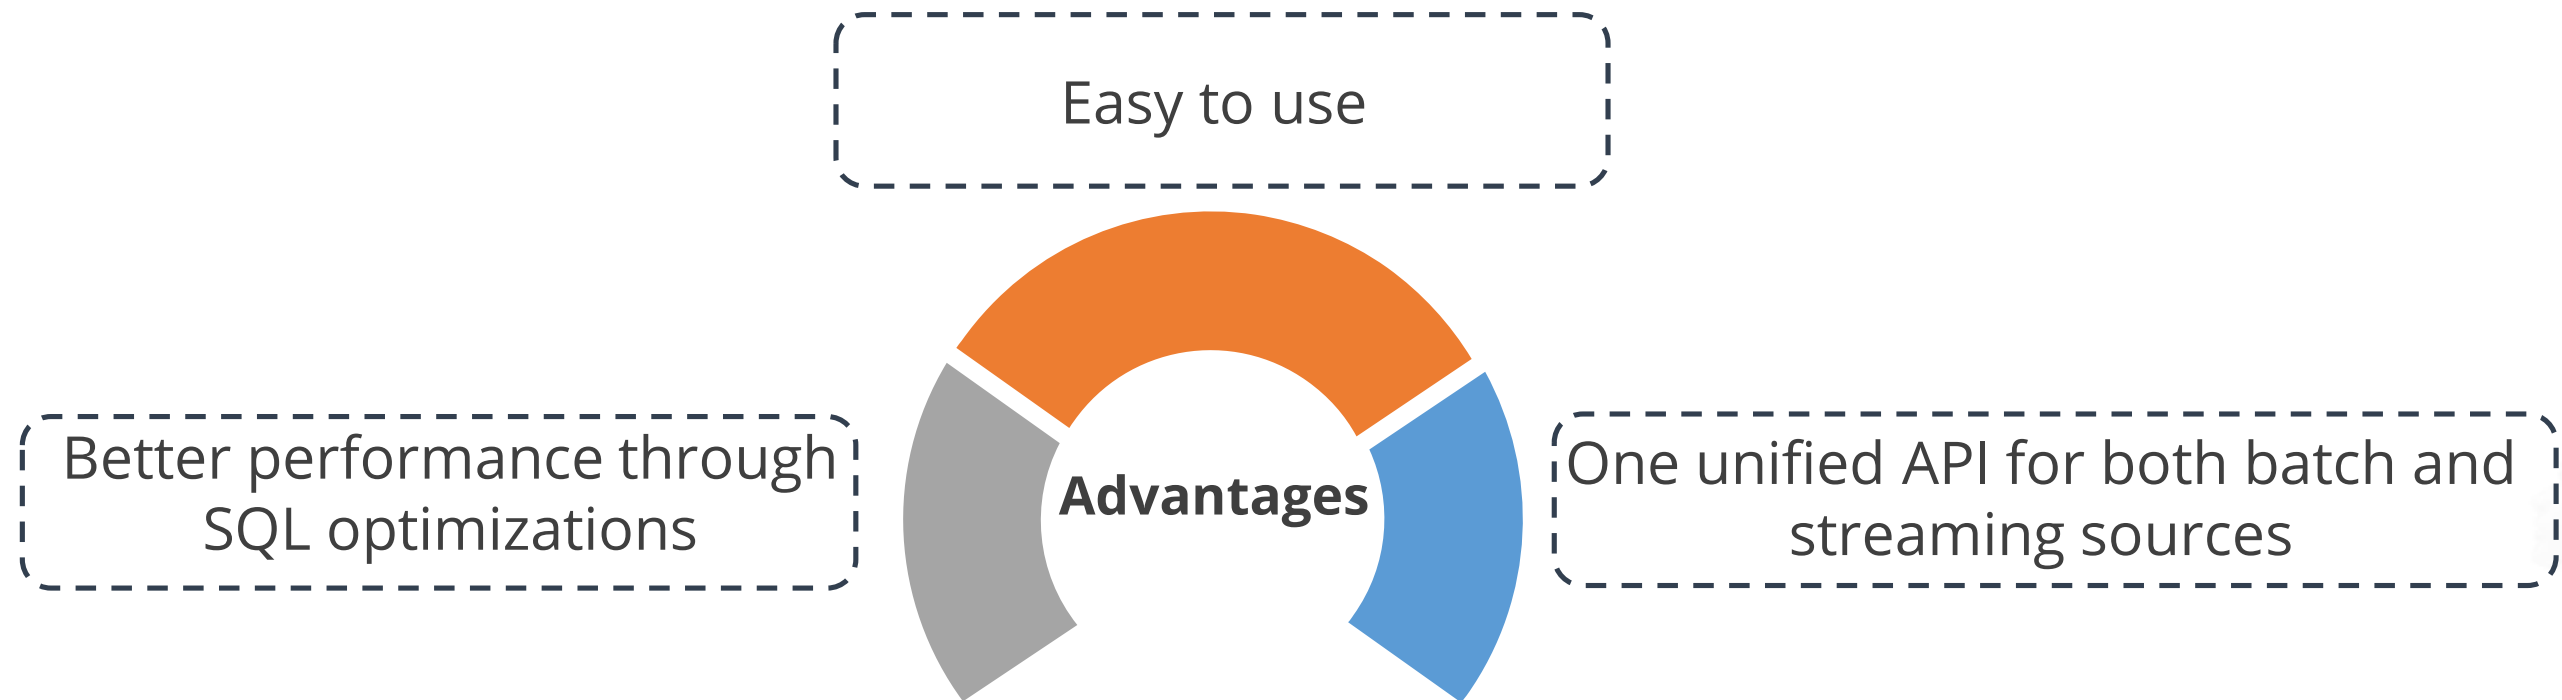 Easy to use
Better performance through
SQL optimizations
Advantages
One unified API for both batch and
streaming sources